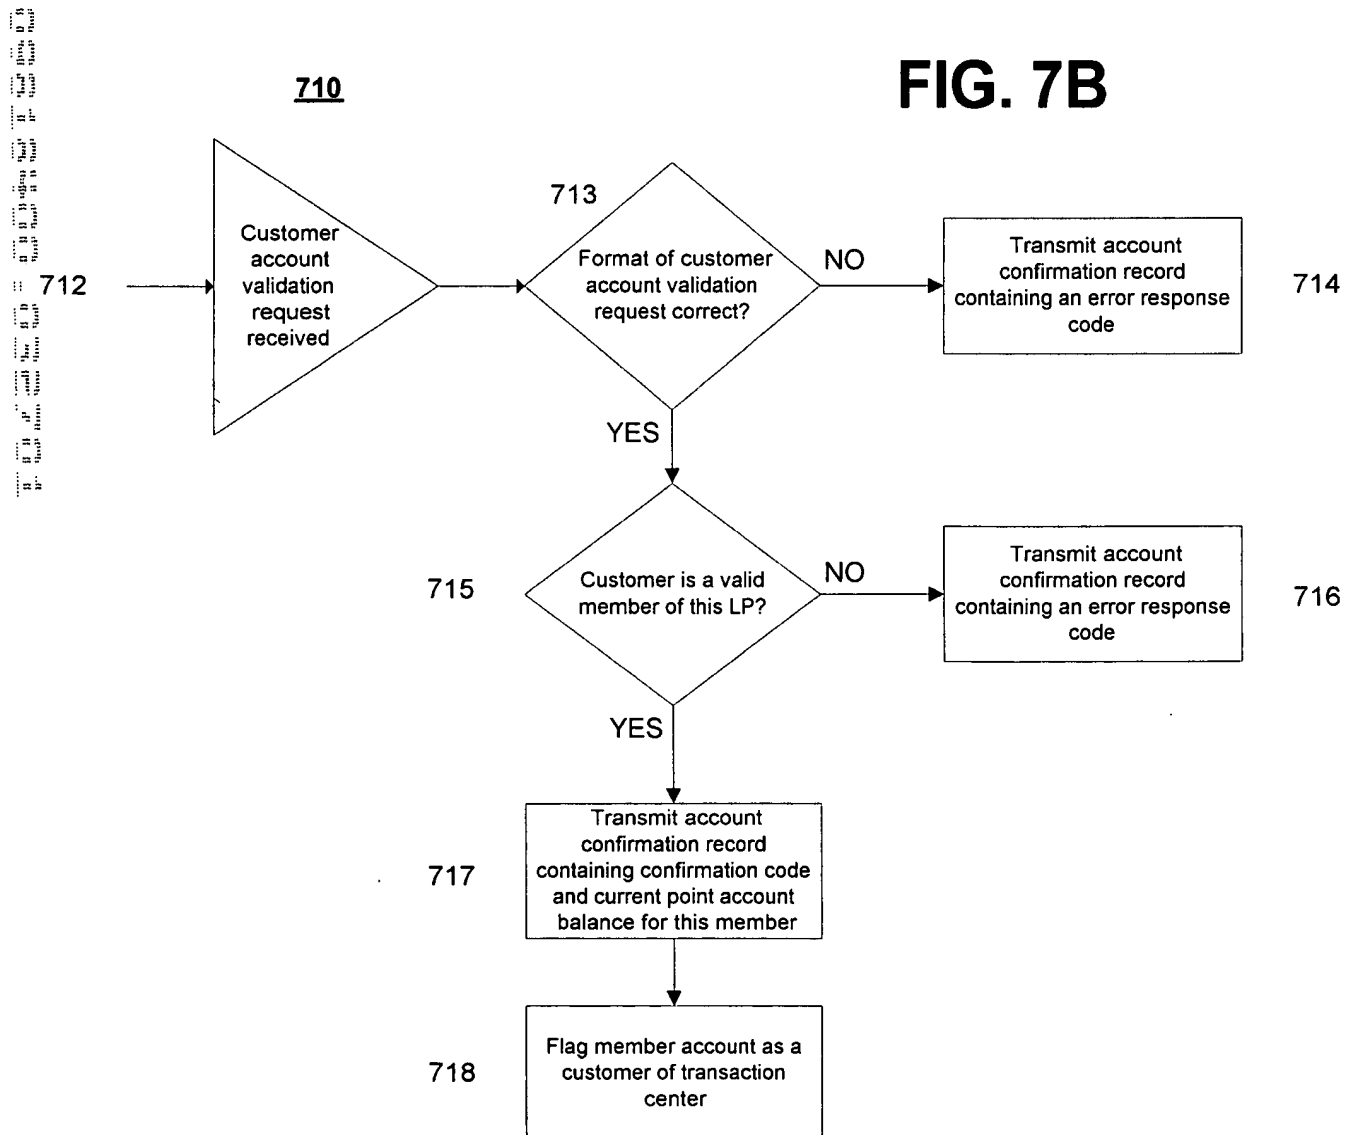 710
FIG. 7B
712
Customer
account
validation
request
received
713
Format of customer
account validation
request correct?
NO
Transmit account
confirmation record
containing an error response
code
714
YES
715
Customer is a valid
member of this LP?
NO
Transmit account
confirmation record
containing an error response
code
716
YES
717
Transmit account
confirmation record
containing confirmation code
and current point account
balance for this member
718
Flag member account as a
customer of transaction
center